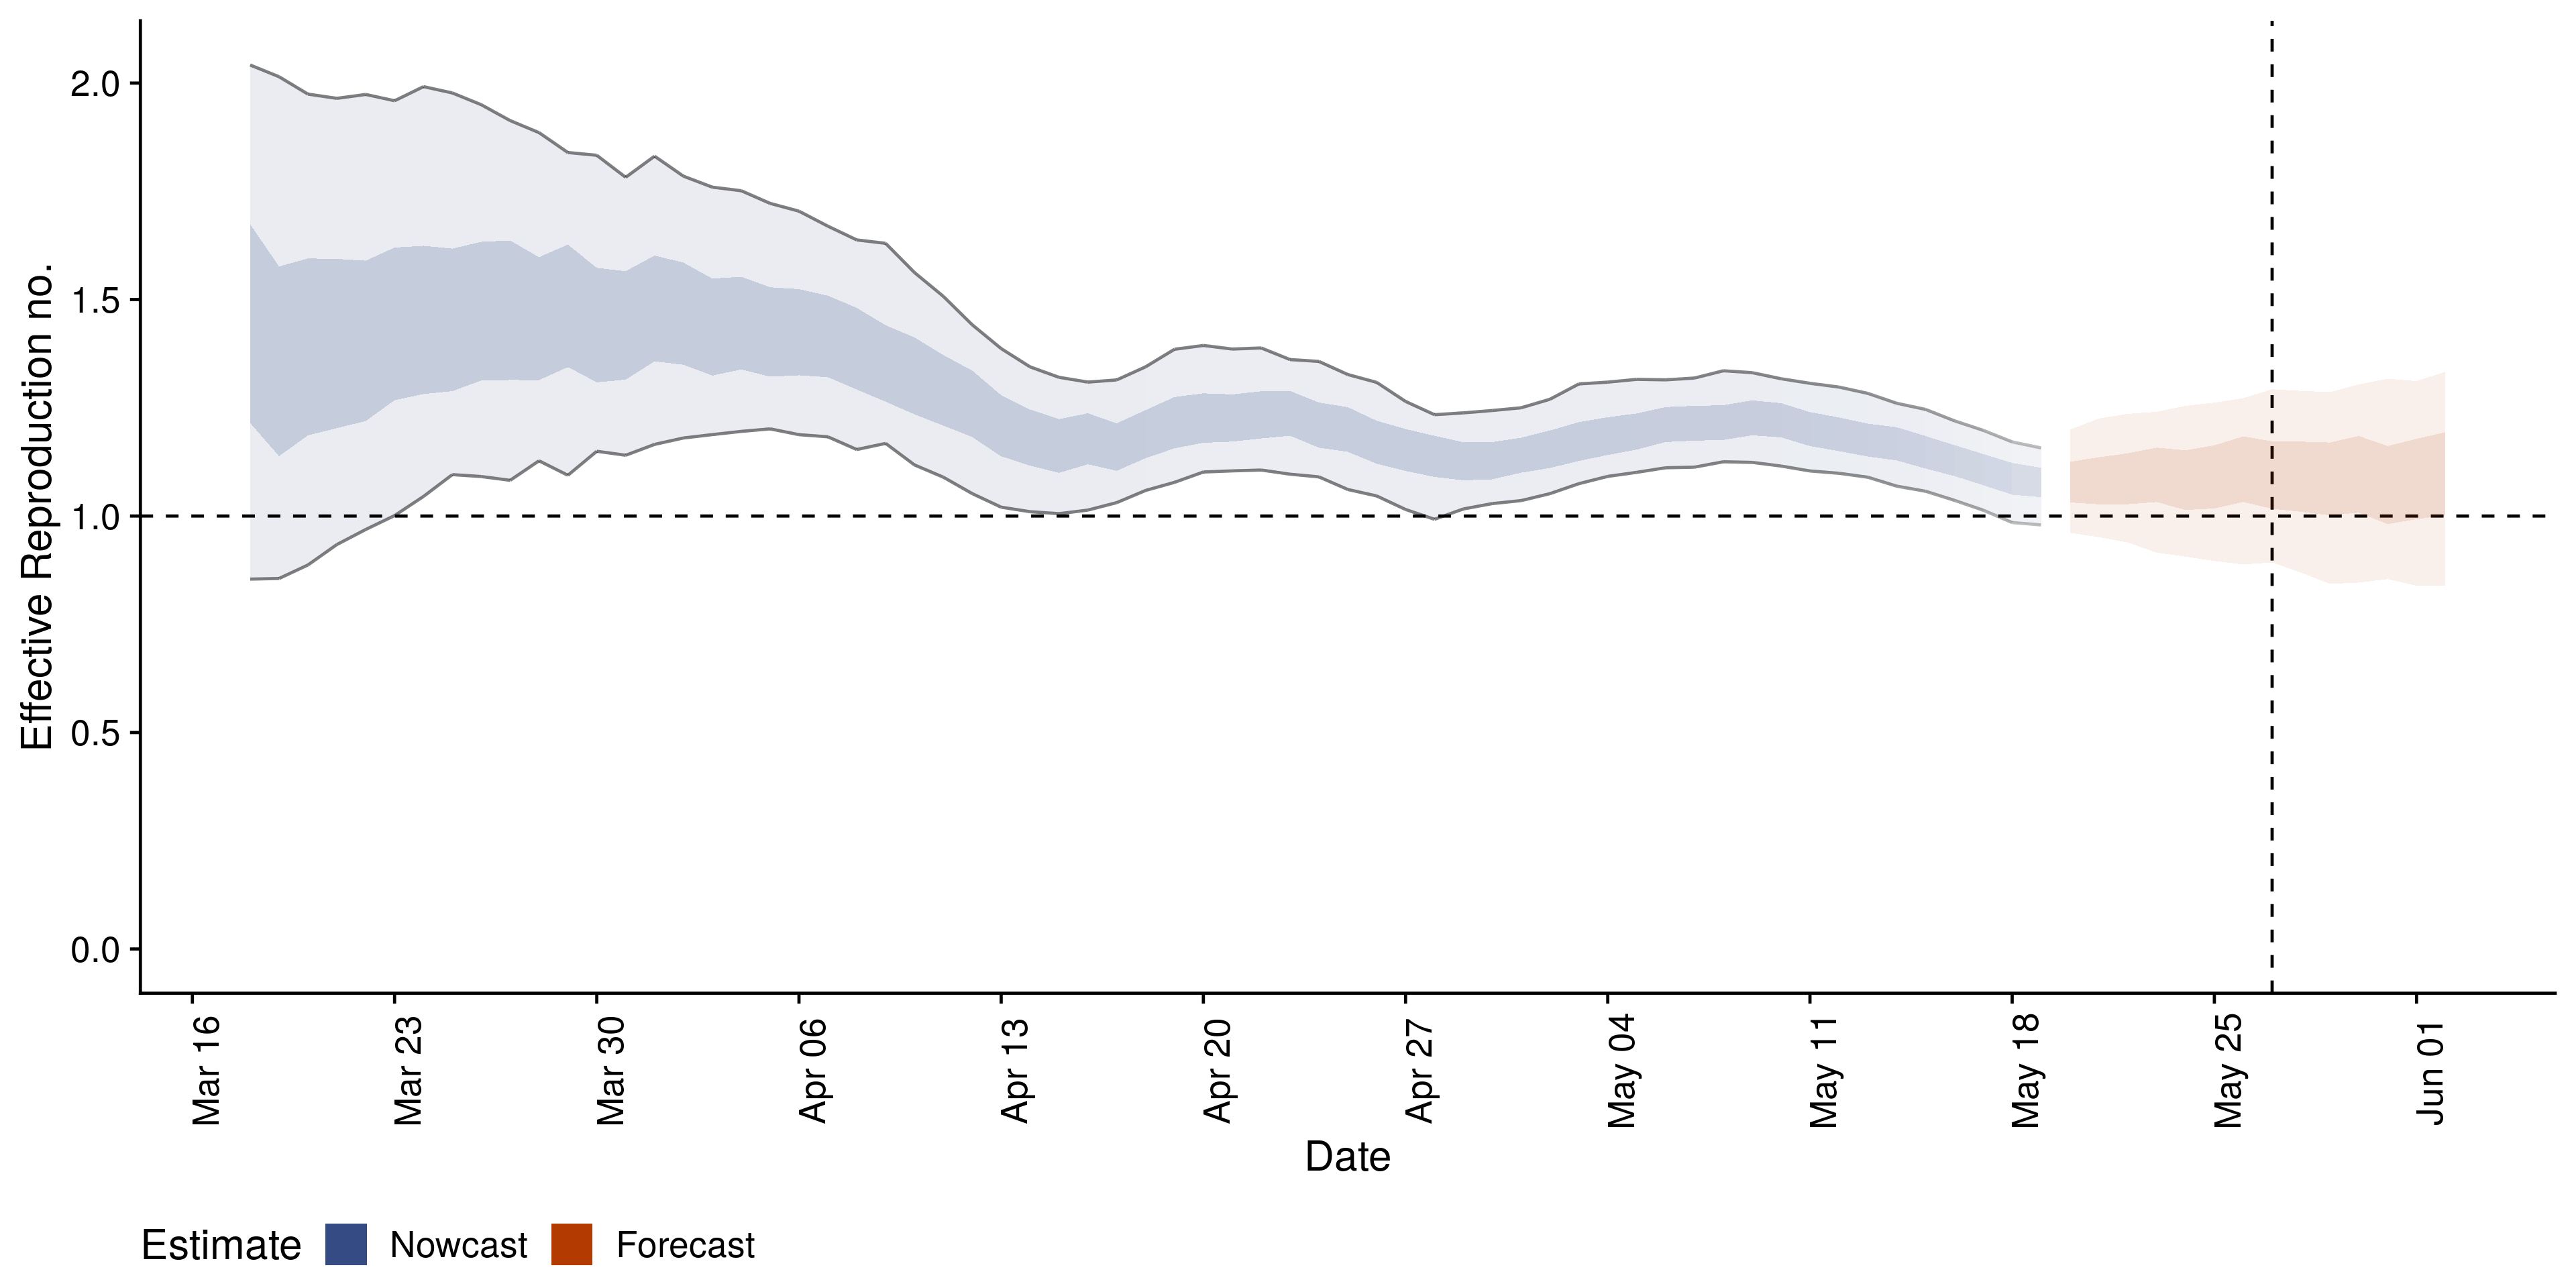 Effective Reproduction no.
2.0
1.5
1.0
0.5
0.0
Mar 16
Mar 23
Mar 30
Apr 06
Apr 13
Apr 20
Apr 27
May 04
May 11
May 18
May 25
Jun 01
Date
Estimate Nowcast Forecast